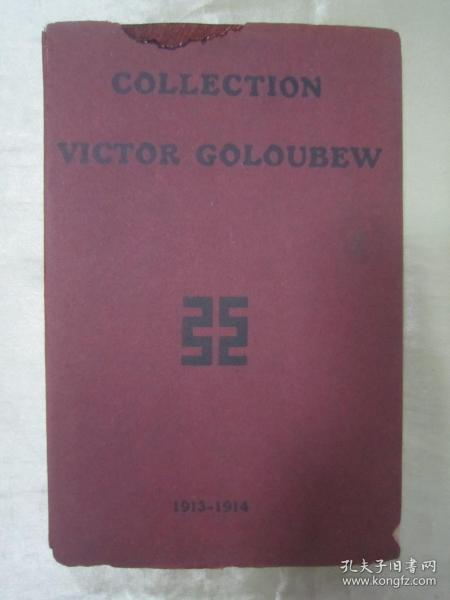 COLLECTION
VICTOR GOLOUBEW
1913-1914
孔夫子旧书网
www.kongfz.com